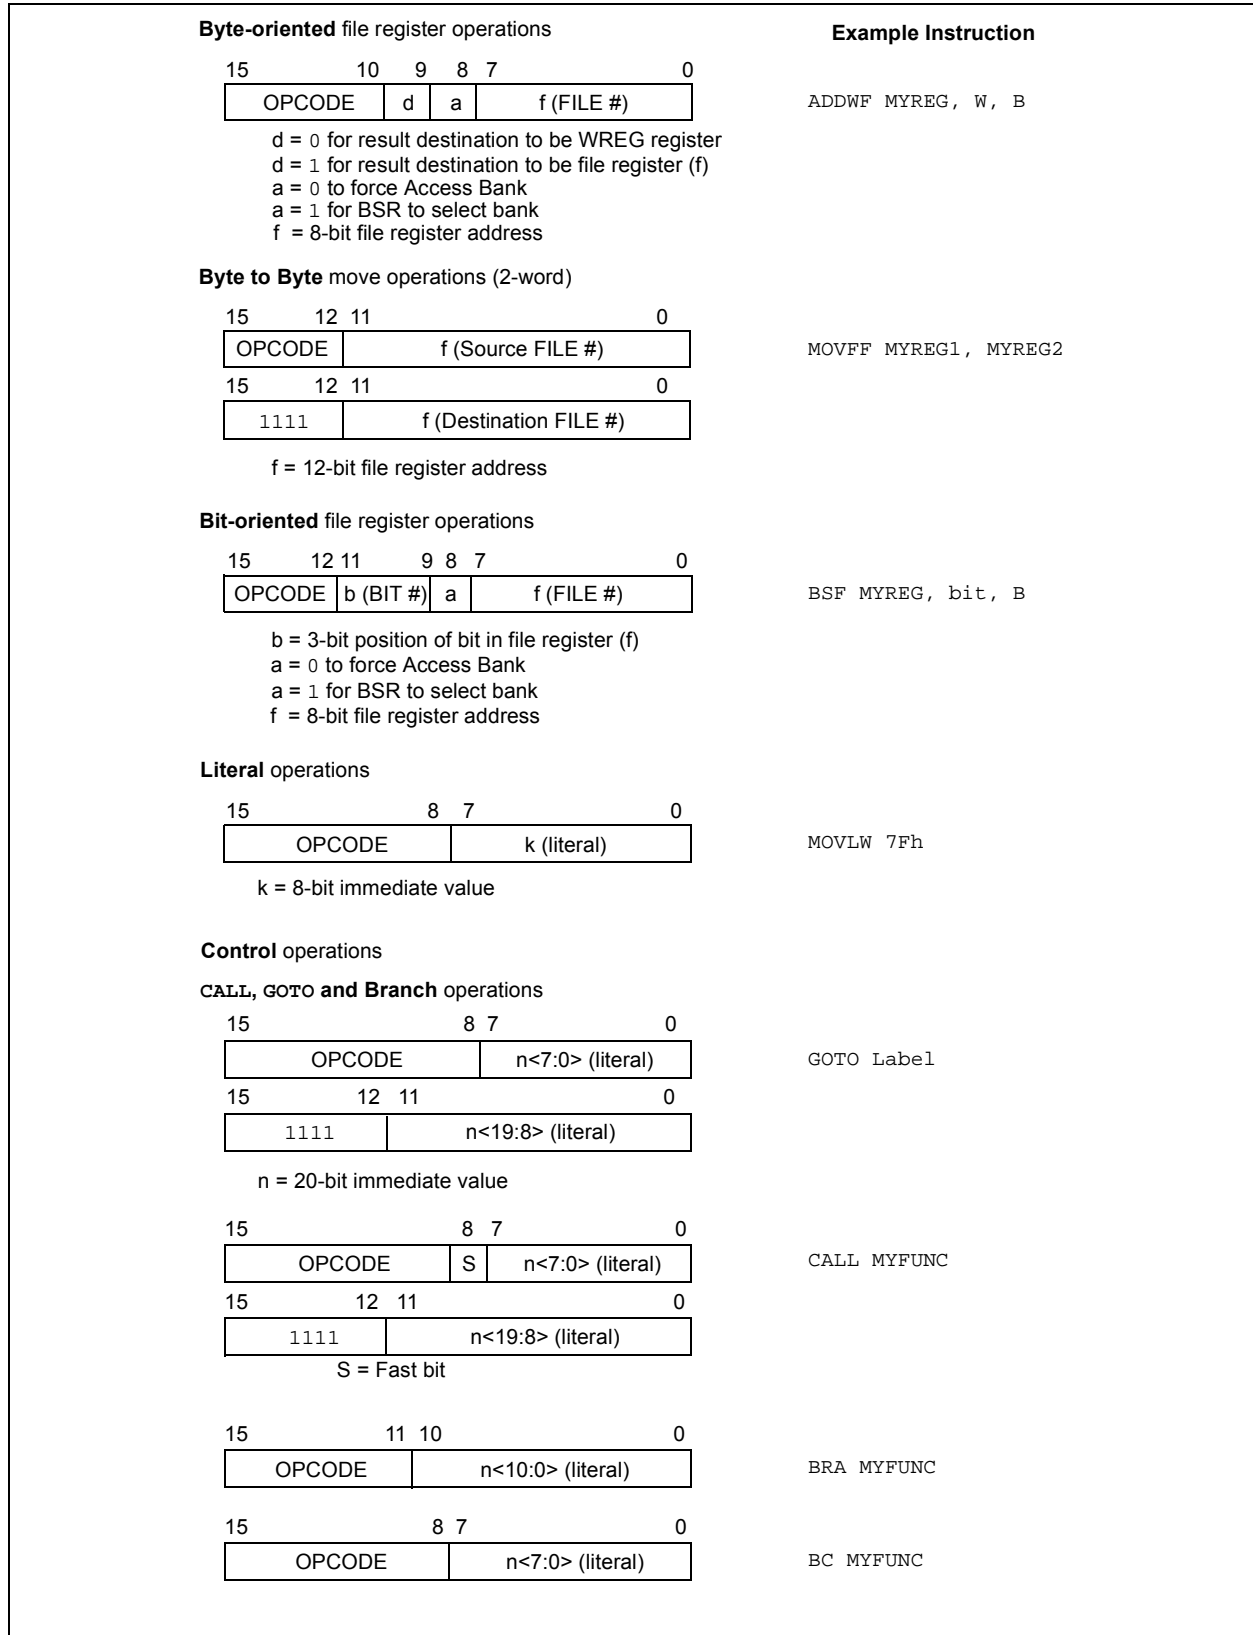 Byte-oriented file register operations
Example Instruction
15 10 9 8 7 0
OPCODE d a f (FILE #)
ADDWF MYREG, W, B
d = 0 for result destination to be WREG register
d = 1 for result destination to be file register (f)
a = 0 to force Access Bank
a = 1 for BSR to select bank
f = 8-bit file register address
Byte to Byte move operations (2-word)
15 12 11 0
OPCODE f (Source FILE #)
MOVFF MYREG1, MYREG2
15 12 11 0
1111 f (Destination FILE #)
f = 12-bit file register address
Bit-oriented file register operations
15 12 11 9 8 7 0
OPCODE b (BIT #) a f (FILE #)
BSF MYREG, bit, B
b = 3-bit position of bit in file register (f)
a = 0 to force Access Bank
a = 1 for BSR to select bank
f = 8-bit file register address
Literal operations
15 8 7 0
OPCODE k (literal)
MOVLW 7Fh
k = 8-bit immediate value
Control operations
CALL, GOTO and Branch operations
15 8 7 0
OPCODE n<7:0> (literal)
GOTO Label
15 12 11 0
1111 n<19:8> (literal)
n = 20-bit immediate value
15 8 7 0
OPCODE S n<7:0> (literal)
CALL MYFUNC
15 12 11 0
1111 n<19:8> (literal)
S = Fast bit
15 11 10 0
OPCODE n<10:0> (literal)
BRA MYFUNC
15 8 7 0
OPCODE n<7:0> (literal)
BC MYFUNC